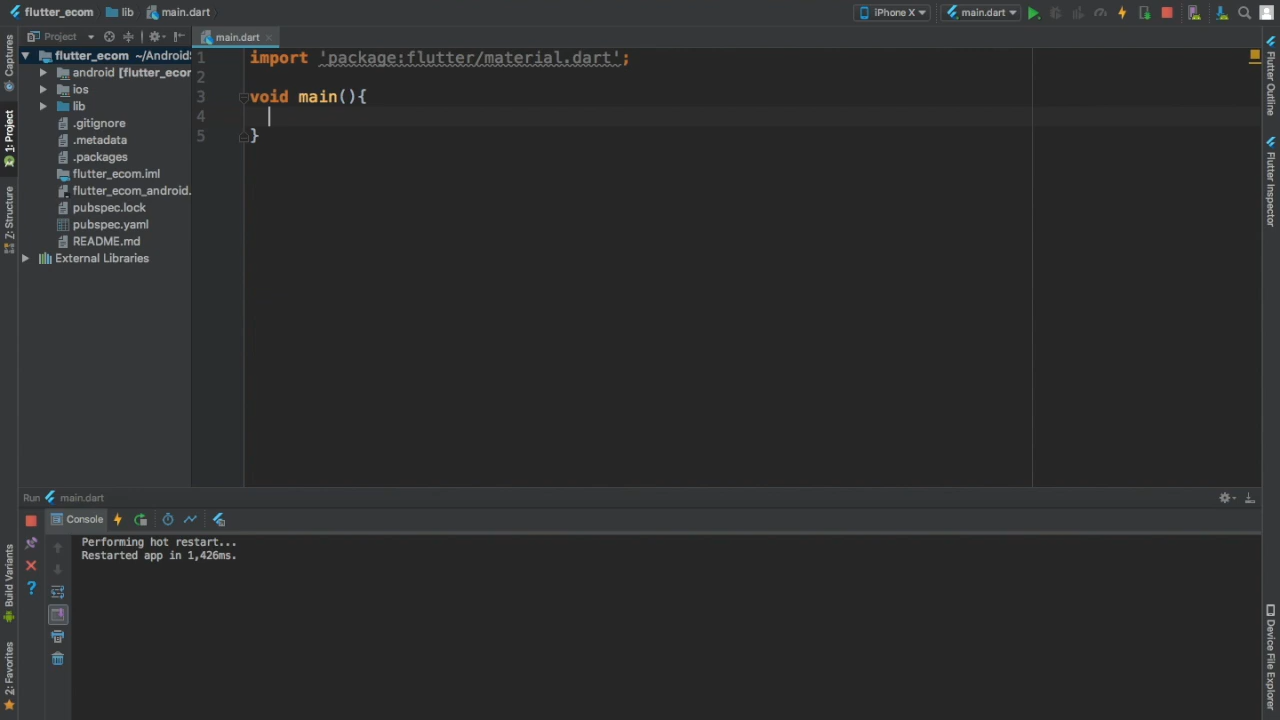 flutter_ecom lib main.dart iPhone X main.dart
Project main.dart
flutter_ecom ~/AndroidS
android [flutter_ecom
ios
lib
.gitignore
.metadata
.packages
flutter_ecom.iml
flutter_ecom_android.
pubspec.lock
pubspec.yaml
README.md
External Libraries
1 import 'package:flutter/material.dart';
2
3 void main(){
4
5 }
Captures
1: Project
Z: Structure
Build Variants
2: Favorites
Flutter Outline
Flutter Inspector
Device File Explorer
Run main.dart
Console
Performing hot restart...
Restarted app in 1,426ms.